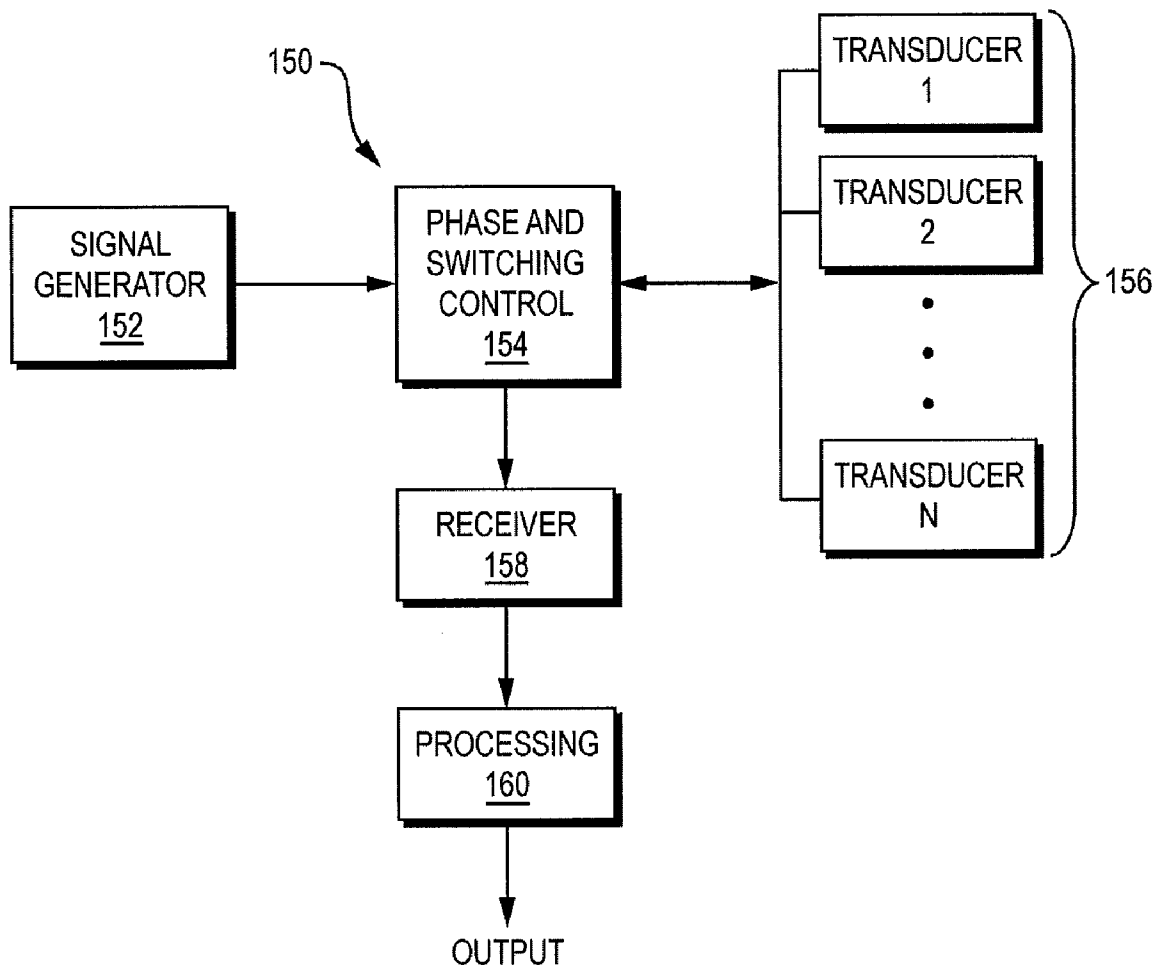 150
TRANSDUCER
1
TRANSDUCER
2
SIGNAL
GENERATOR
152
PHASE AND
SWITCHING
CONTROL
154
156
TRANSDUCER
N
RECEIVER
158
PROCESSING
160
OUTPUT